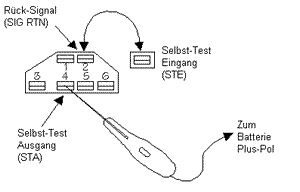 Rück-Signal
(SIG RTN)
Selbst-Test
Eingang
(STE)
1 2
3 4 5 6
Selbst-Test
Ausgang
(STA)
Zum
Batterie
Plus-Pol